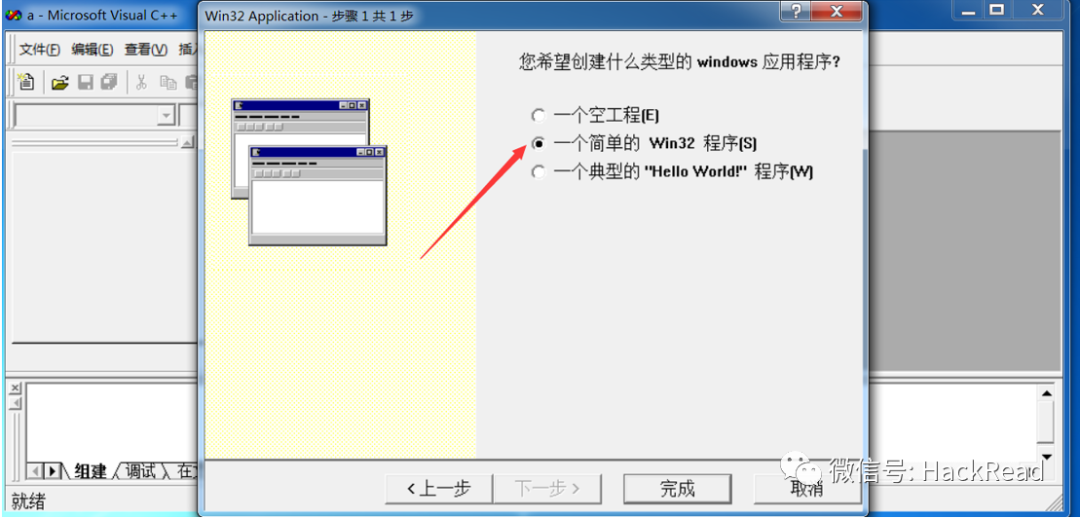 a - Microsoft Visual C++
Win32 Application - 步骤 1 共 1 步
文件(F) 编辑(E) 查看(V)
您希望创建什么类型的 windows 应用程序?
一个空工程(E)
一个简单的 Win32 程序(S)
一个典型的 "Hello World!" 程序(W)
组建 调试
< 上一步 下一步 > 完成 取消
微信号: HackRead
就绪